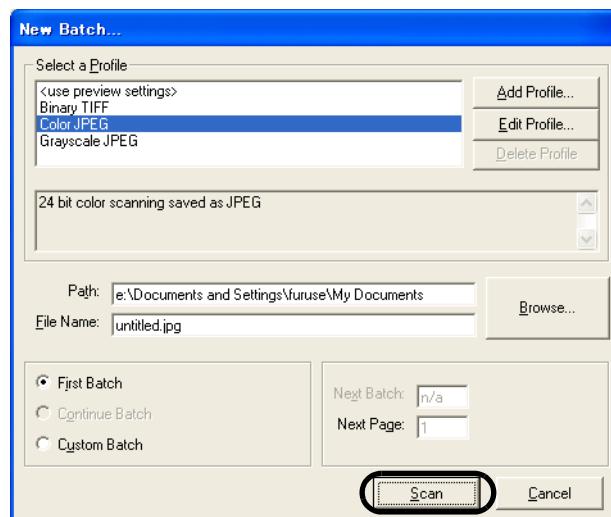 New Batch...
Select a Profile
<use preview settings>
Binary TIFF
Color JPEG
Grayscale JPEG
Add Profile...
Edit Profile...
Delete Profile
24 bit color scanning saved as JPEG
Path: e:\Documents and Settings\furuse\My Documents
File Name: untitled.jpg
Browse...
First Batch
Continue Batch
Custom Batch
Next Batch: n/a
Next Page: 1
Scan
Cancel